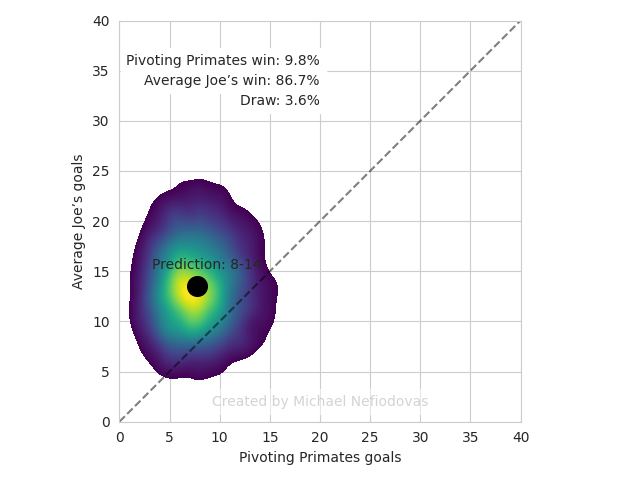 40
35
30
25
20
15
10
5
0
Average Joe’s goals
Pivoting Primates win: 9.8%
Average Joe’s win: 86.7%
Draw: 3.6%
Prediction: 8-14
Created by Michael Nefiodovas
0 5 10 15 20 25 30 35 40
Pivoting Primates goals